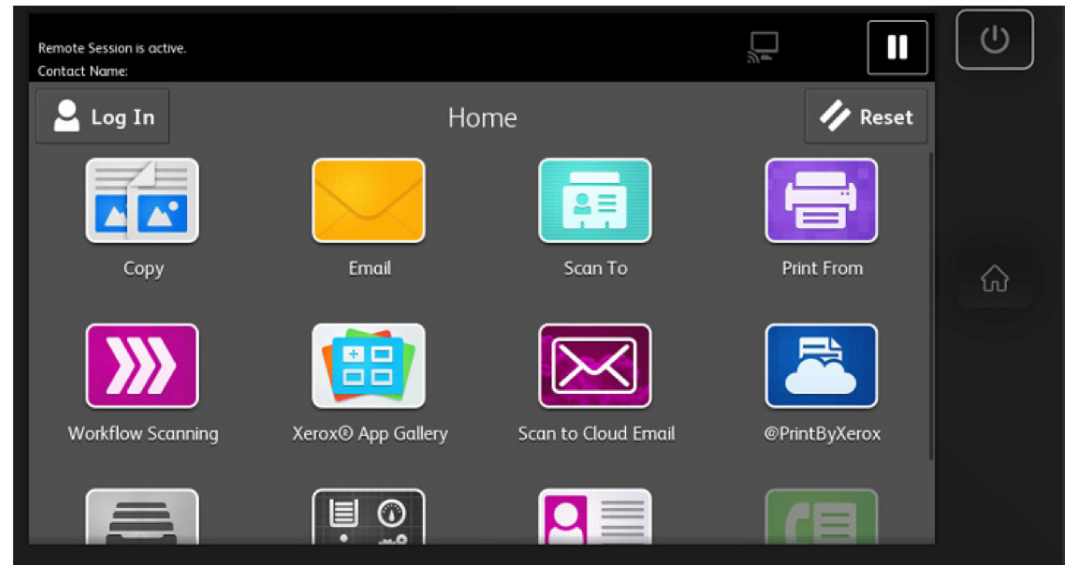 Remote Session is active.
Contact Name:
Log In
Home
Reset
Copy
Email
Scan To
Print From
Workflow Scanning
Xerox® App Gallery
Scan to Cloud Email
@PrintByXerox